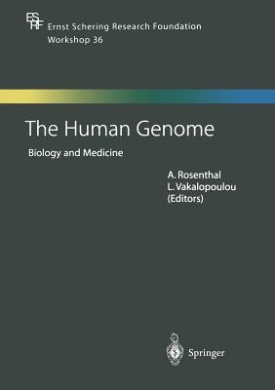 ESRF Ernst Schering Research Foundation
Workshop 36
The Human Genome
Biology and Medicine
A. Rosenthal
L. Vakalopoulou
(Editors)
Springer